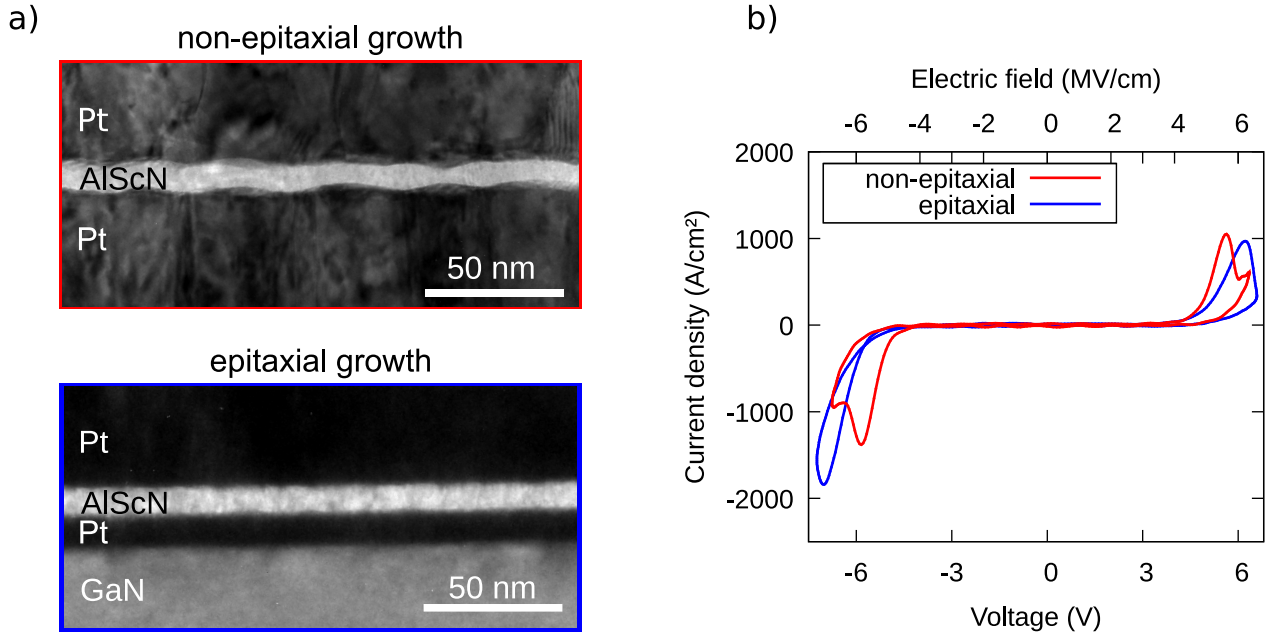 a)
non-epitaxial growth
Pt
AlScN
Pt
50 nm
epitaxial growth
Pt
AlScN
Pt
GaN
50 nm
b)
Electric field (MV/cm)
-6 -4 -2 0 2 4 6
2000
1000
0
-1000
-2000
Current density (A/cm²)
non-epitaxial
epitaxial
-6 -3 0 3 6
Voltage (V)